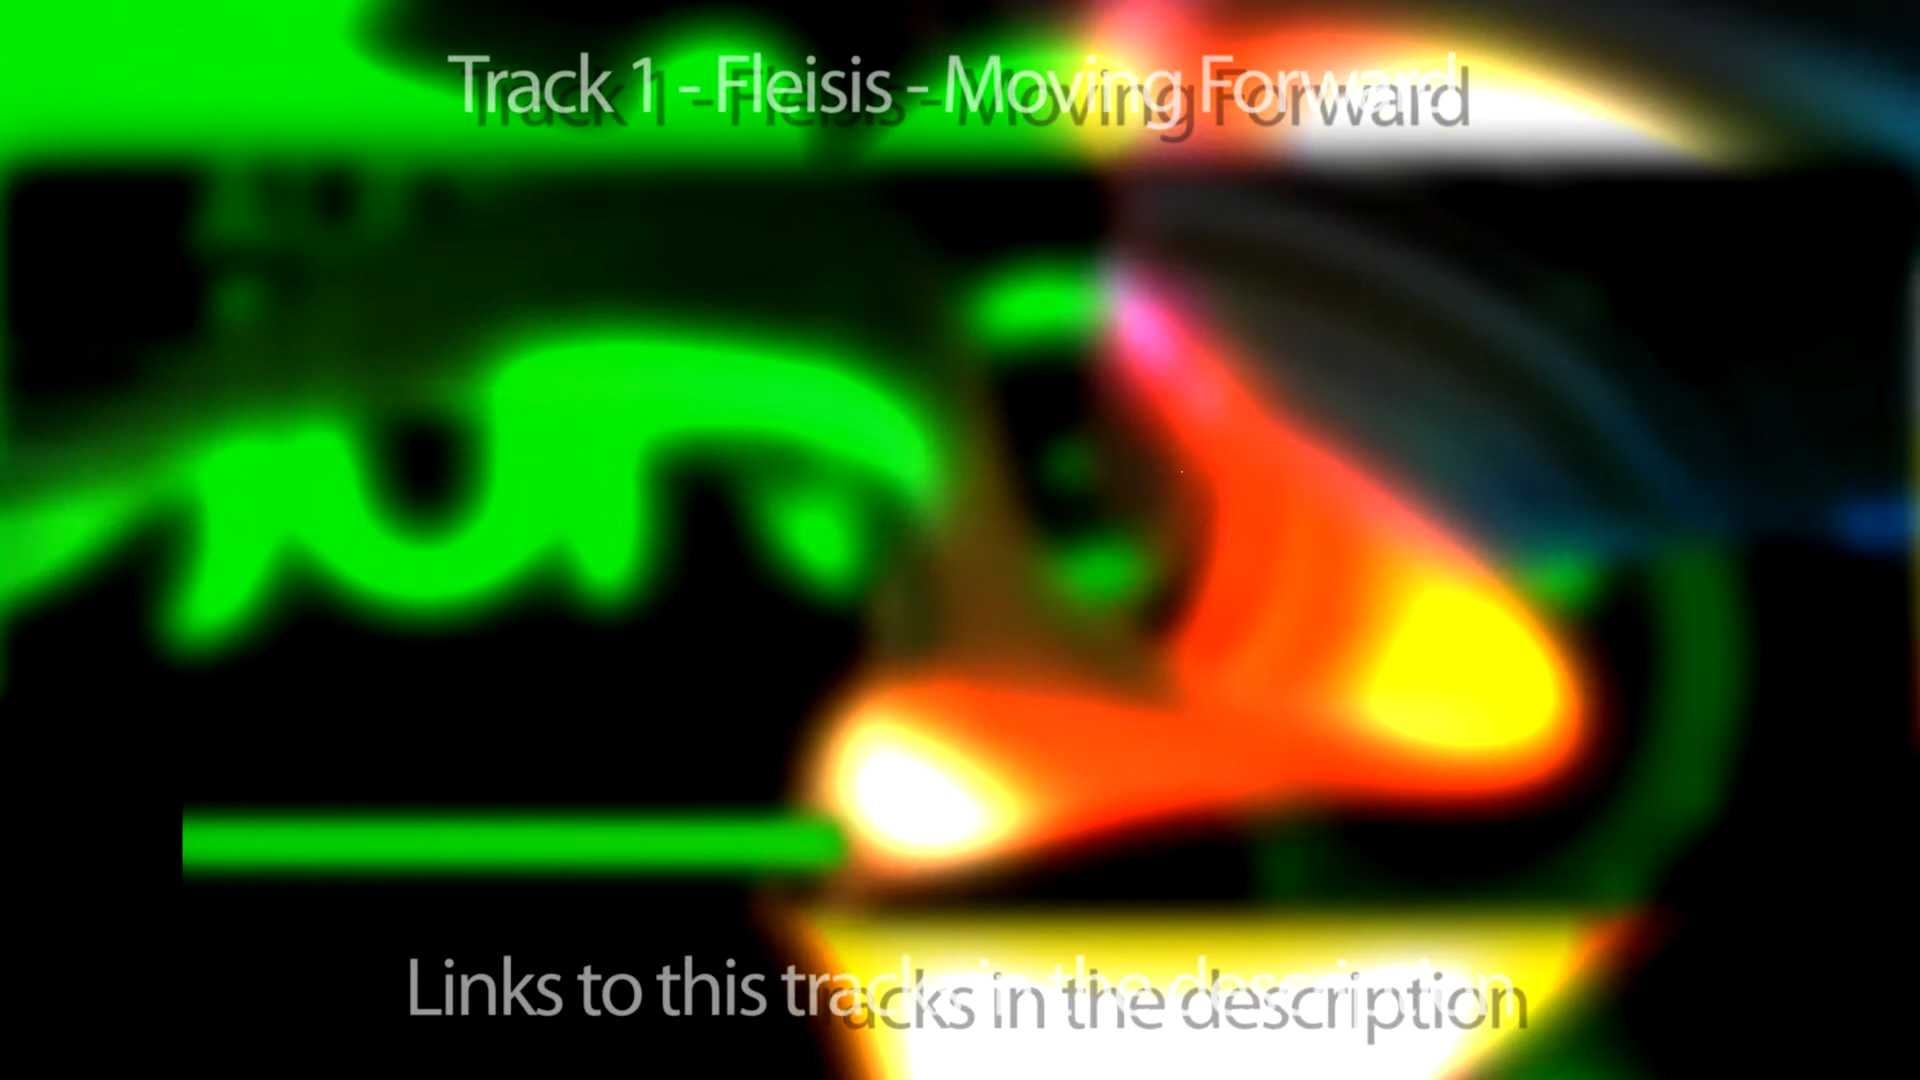 Track 1 - Fleisis - Moving Forward
Links to this tracks in the description